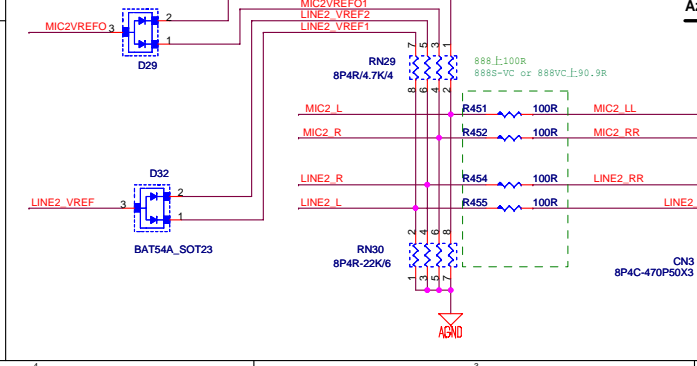 A
MIC2VREFO1
LINE2_VREF2
LINE2_VREF1
MIC2VREFO 3
2
1
D29
7 5 3 1
RN29
8P4R/4.7K/4
8 6 4 2
888上100R
888S-VC or 888VC上90.9R
MIC2_L
R451
100R
MIC2_LL
MIC2_R
R452
100R
MIC2_RR
LINE2_R
R454
100R
LINE2_RR
LINE2_L
R455
100R
LINE2_
D32
LINE2_VREF
3
2
1
BAT54A_SOT23
2 4 6 8
RN30
8P4R-22K/6
1 3 5 7
AGND
CN3
8P4C-470P50X3